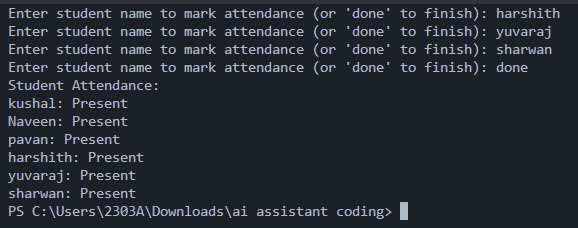 Enter student name to mark attendance (or 'done' to finish): harshith
Enter student name to mark attendance (or 'done' to finish): yuvaraj
Enter student name to mark attendance (or 'done' to finish): sharwan
Enter student name to mark attendance (or 'done' to finish): done
Student Attendance:
kushal: Present
Naveen: Present
pavan: Present
harshith: Present
yuvaraj: Present
sharwan: Present
PS C:\Users\2303A\Downloads\ai assistant coding>